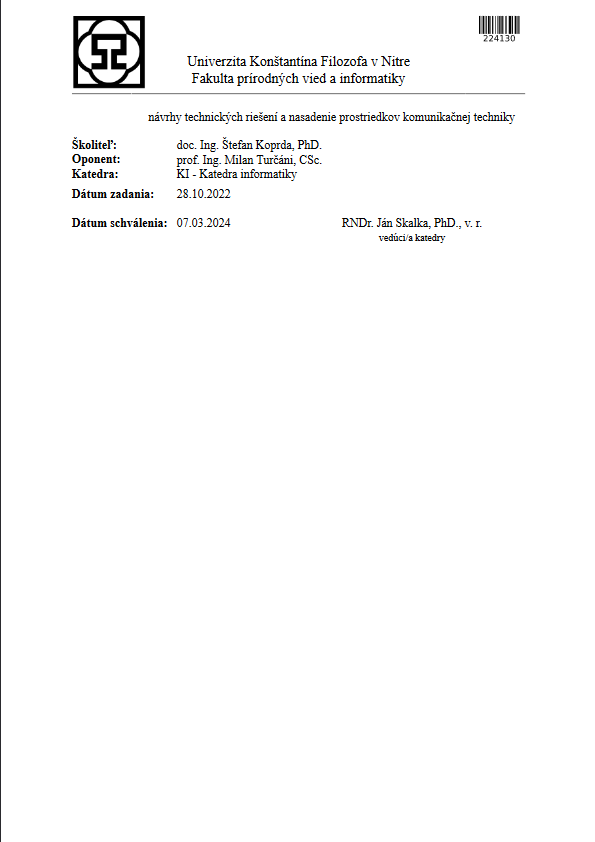 224130
Univerzita Konštantína Filozofa v Nitre
Fakulta prírodných vied a informatiky
návrhy technických riešení a nasadenie prostriedkov komunikačnej techniky
Školiteľ: doc. Ing. Štefan Koprda, PhD.
Oponent: prof. Ing. Milan Turčáni, CSc.
Katedra: KI - Katedra informatiky
Dátum zadania: 28.10.2022
Dátum schválenia: 07.03.2024 RNDr. Ján Skalka, PhD., v. r.
vedúci/a katedry